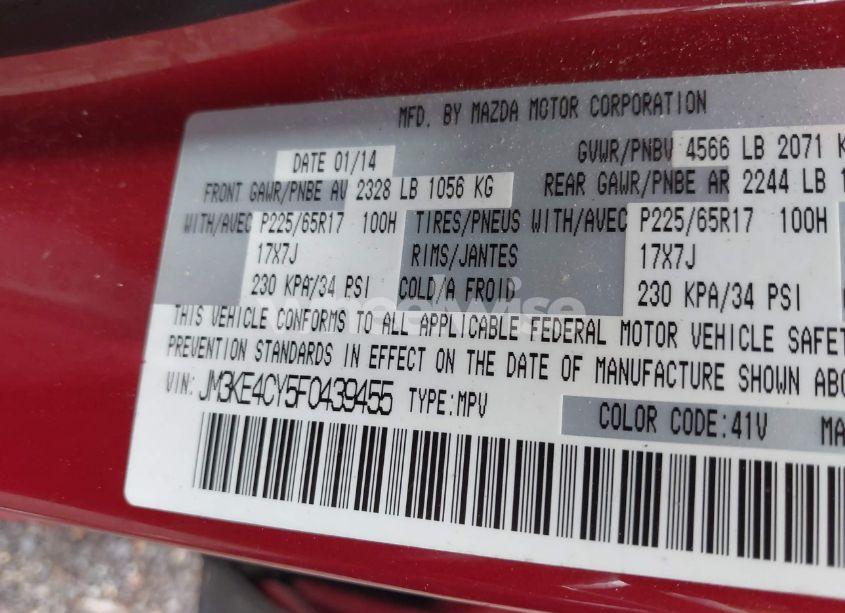 MFD. BY MAZDA MOTOR CORPORATION
DATE 01/14
GVWR/PNBV 4566 LB 2071
FRONT GAWR/PNBE AV 2328 LB 1056 KG
REAR GAWR/PNBE AR 2244 LB
WITH/AVEC P225/65R17 100H TIRES/PNEUS WITH/AVEC P225/65R17 100H
17X7J RIMS/JANTES 17X7J
230 KPA/34 PSI COLD/A FROID 230 KPA/34 PSI
wheelwise
THIS VEHICLE CONFORMS TO ALL APPLICABLE FEDERAL MOTOR VEHICLE SAFET
PREVENTION STANDARDS IN EFFECT ON THE DATE OF MANUFACTURE SHOWN ABO
VIN: JM3KE4CY5F0439455 TYPE:MPV
COLOR CODE:41V MA